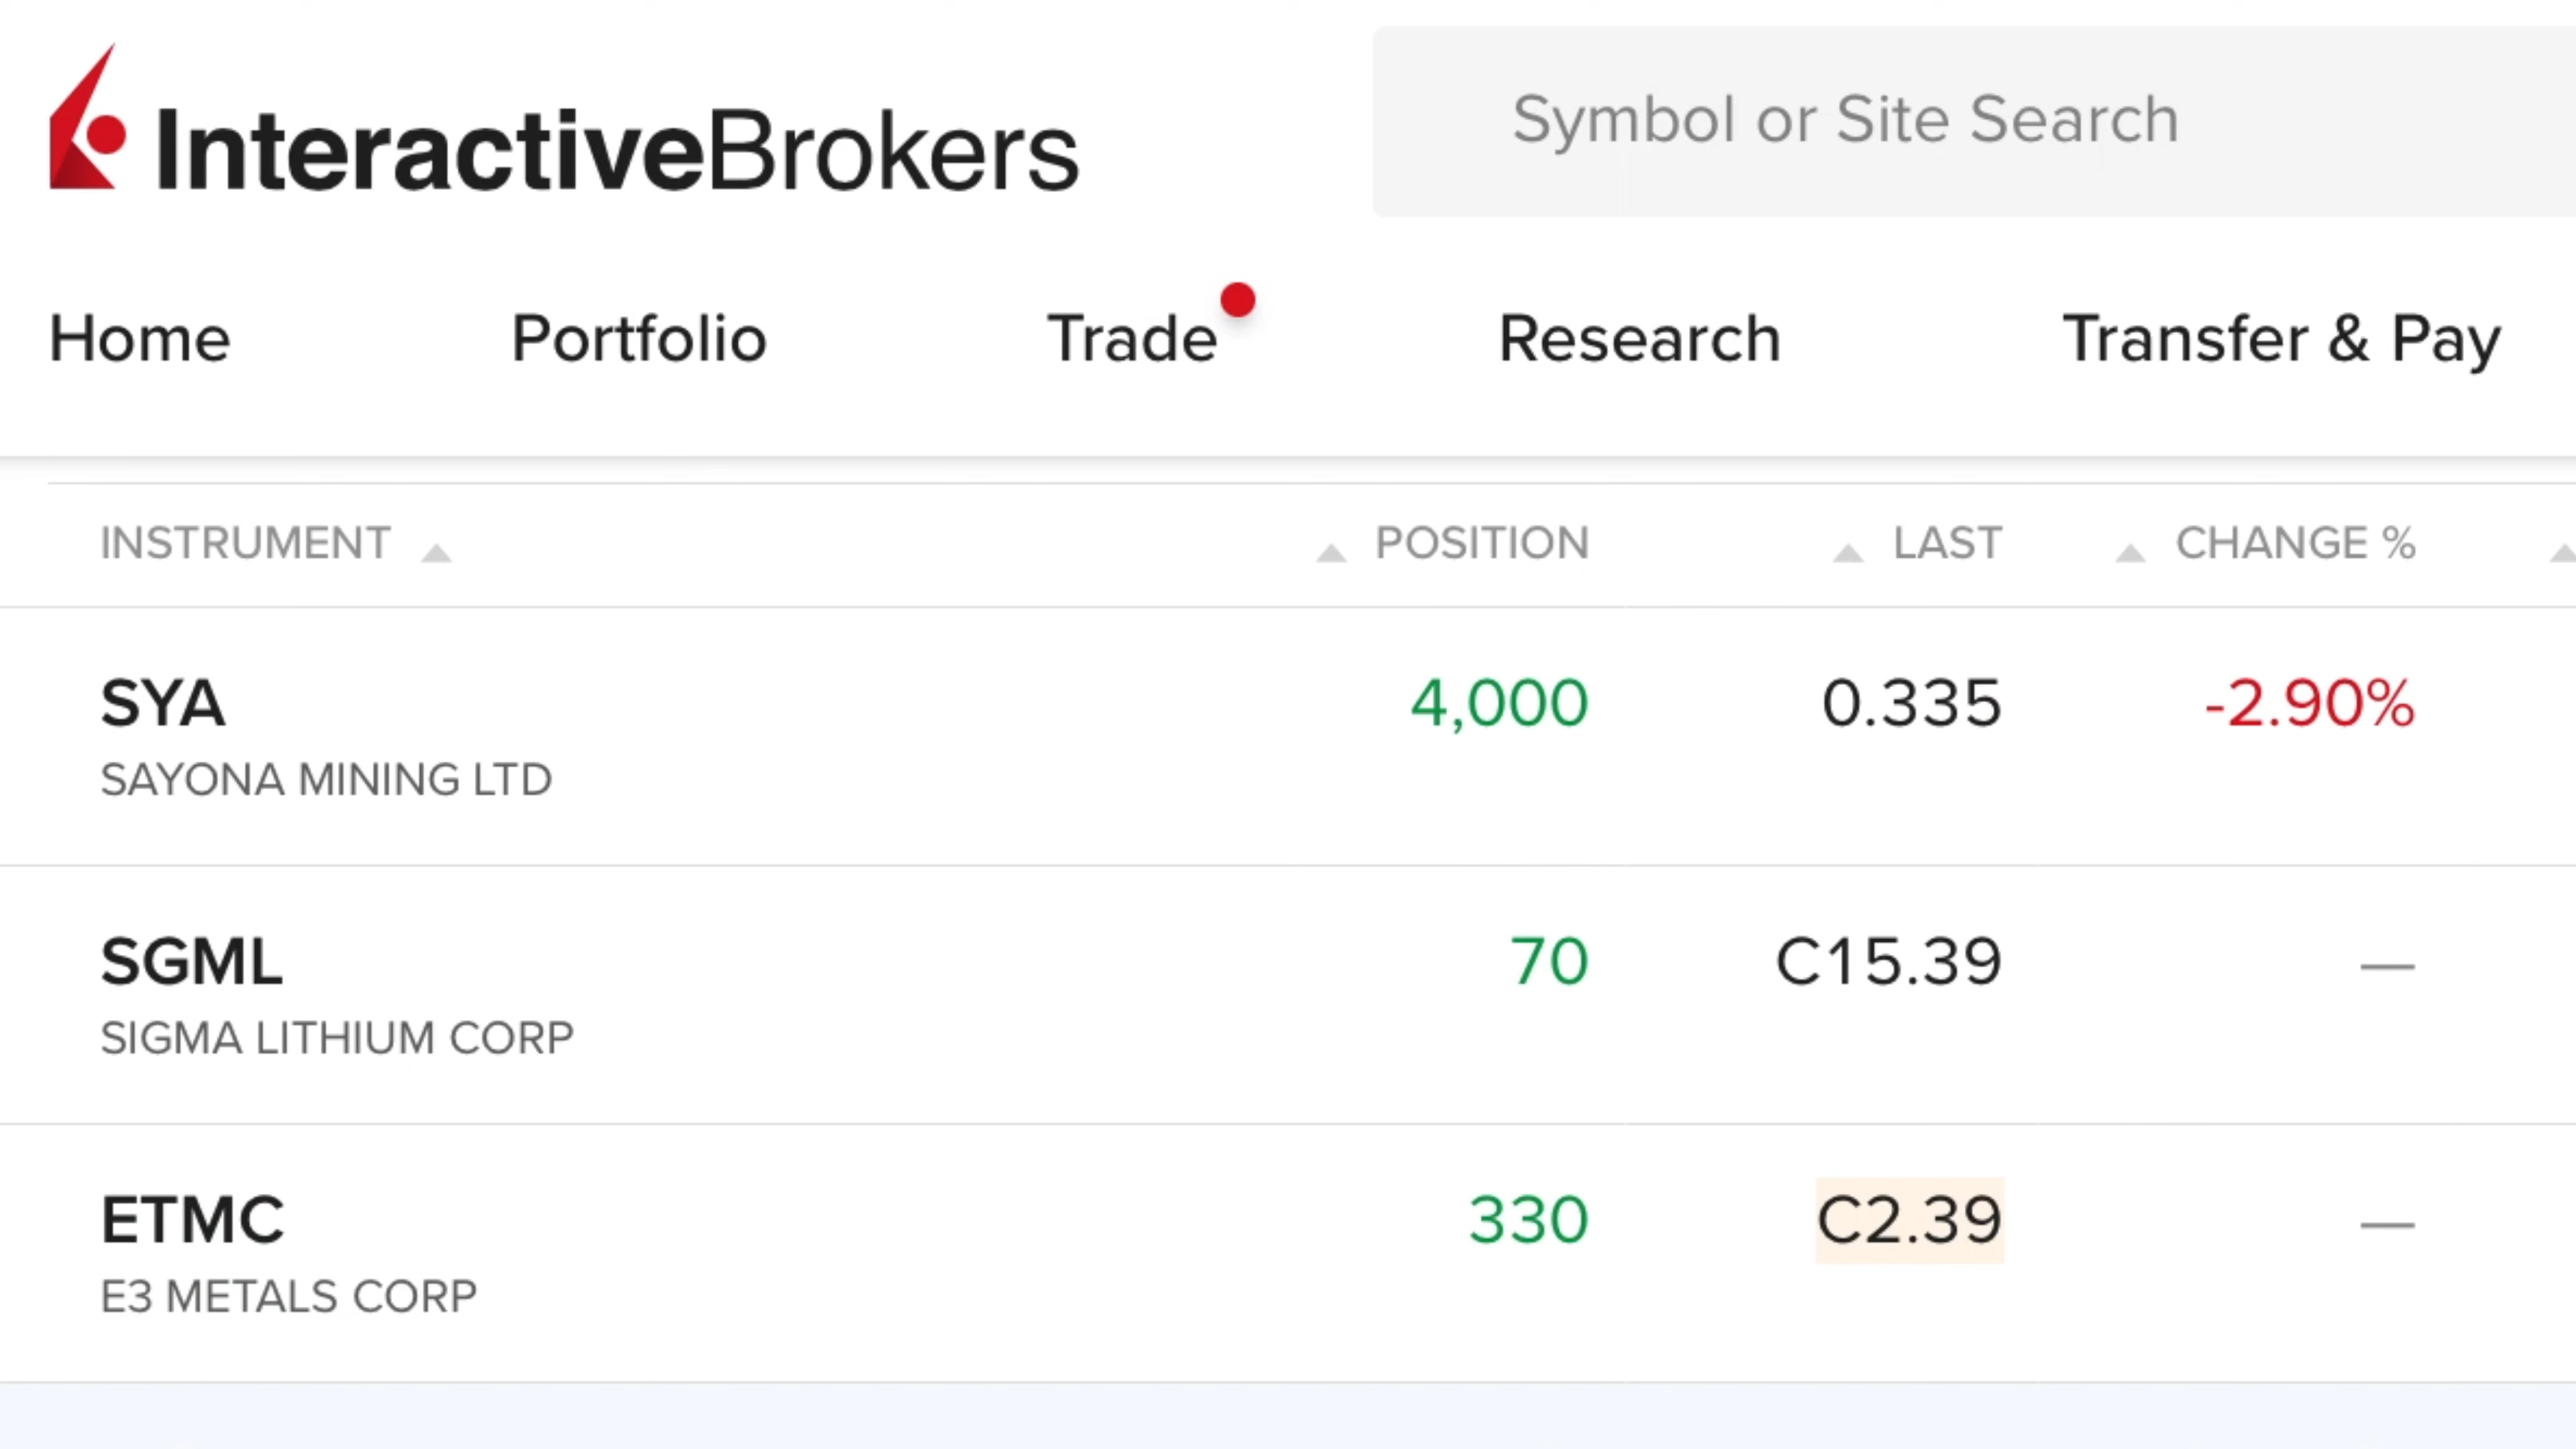 InteractiveBrokers
Symbol or Site Search
Home Portfolio Trade Research Transfer & Pay
INSTRUMENT POSITION LAST CHANGE %
SYA 4,000 0.335 -2.90%
SAYONA MINING LTD
SGML 70 C15.39 —
SIGMA LITHIUM CORP
ETMC 330 C2.39 —
E3 METALS CORP